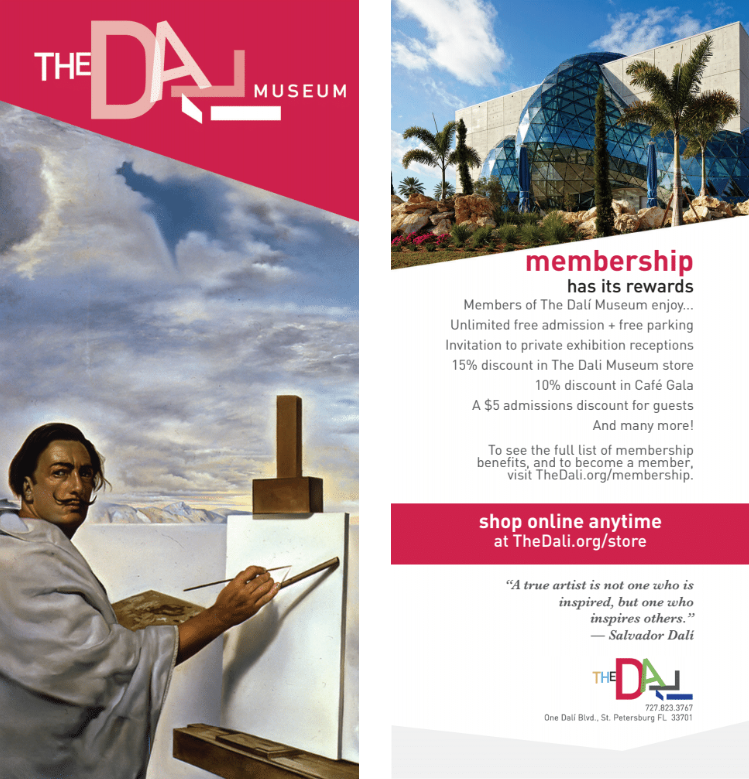 THE DALÍ
MUSEUM
membership
has its rewards
Members of The Dalí Museum enjoy...
Unlimited free admission + free parking
Invitation to private exhibition receptions
15% discount in The Dali Museum store
10% discount in Café Gala
A $5 admissions discount for guests
And many more!
To see the full list of membership
benefits, and to become a member,
visit TheDali.org/membership.
shop online anytime
at TheDali.org/store
“A true artist is not one who is
inspired, but one who
inspires others.”
— Salvador Dalí
THE DALÍ
727.823.3767
One Dalí Blvd., St. Petersburg FL 33701